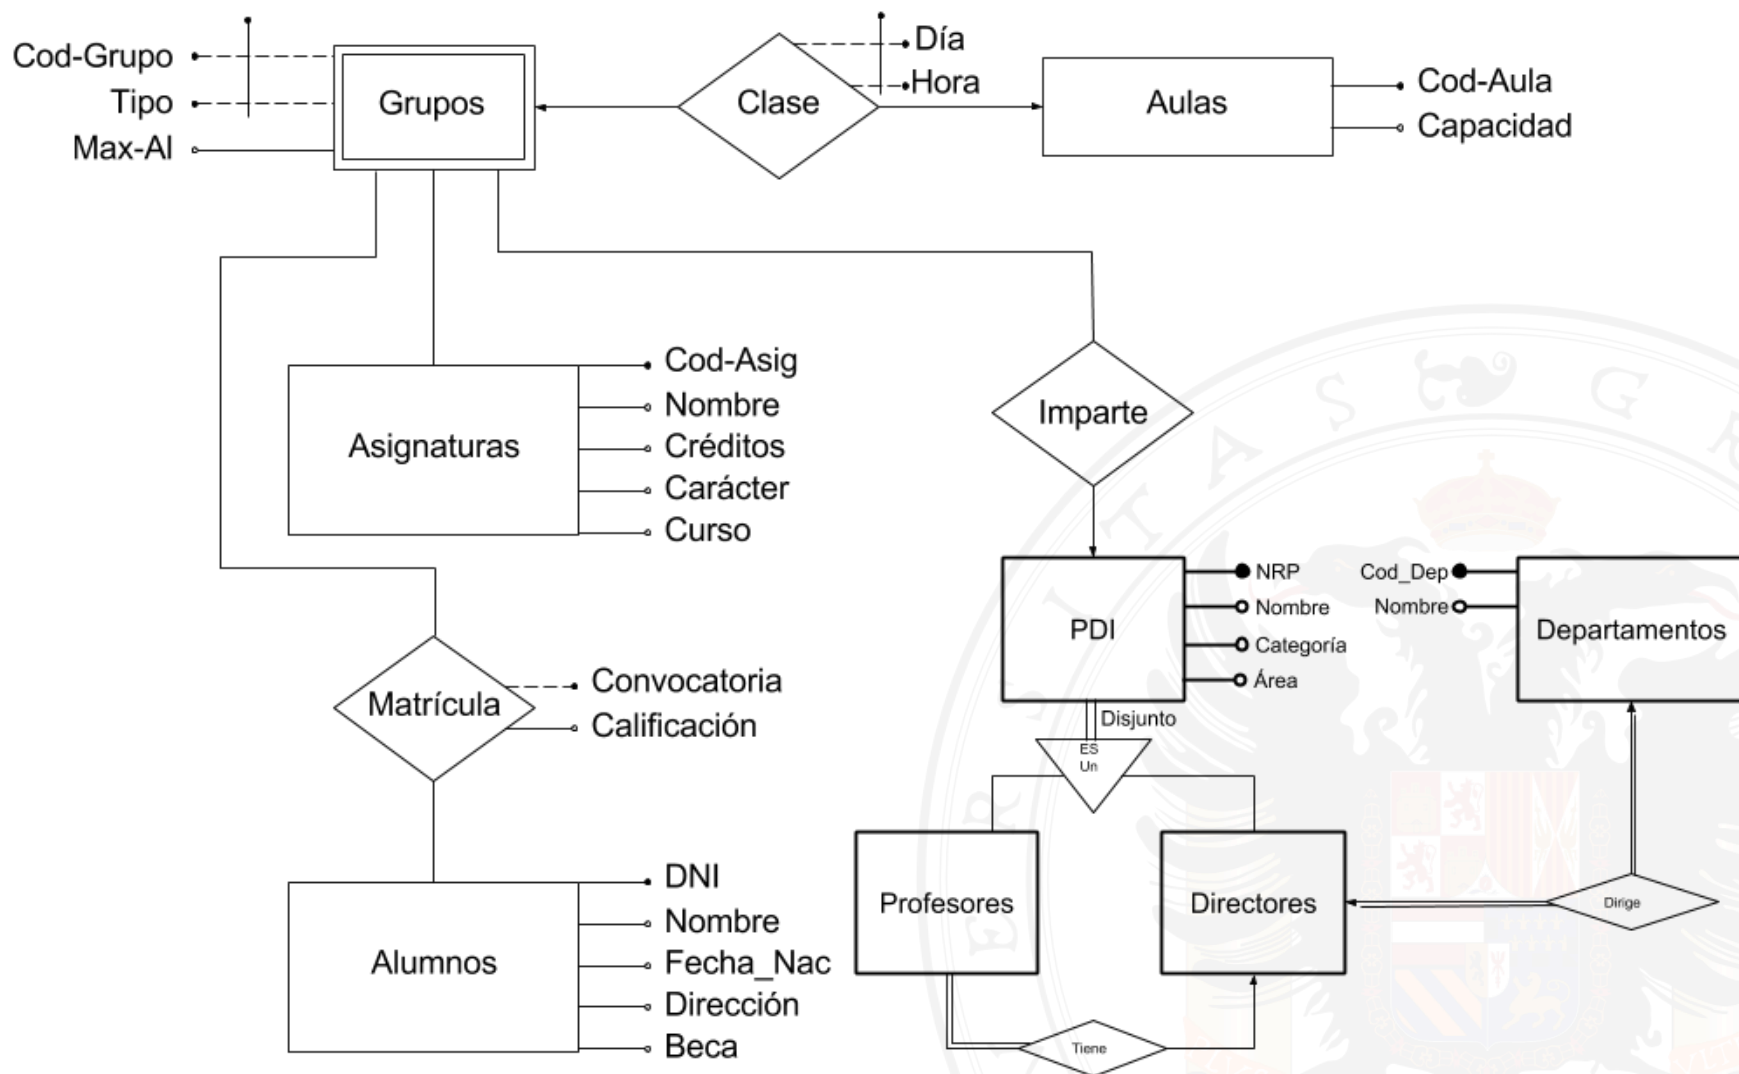 Cod-Grupo
Tipo
Max-Al
Grupos
Clase
Día
Hora
Aulas
Cod-Aula
Capacidad
Asignaturas
Cod-Asig
Nombre
Créditos
Carácter
Curso
Imparte
PDI
NRP
Nombre
Categoría
Área
Cod_Dep
Nombre
Departamentos
Matrícula
Convocatoria
Calificación
Disjunto
ES
Un
Profesores
Directores
Dirige
Tiene
Alumnos
DNI
Nombre
Fecha_Nac
Dirección
Beca
ERSITAS GR